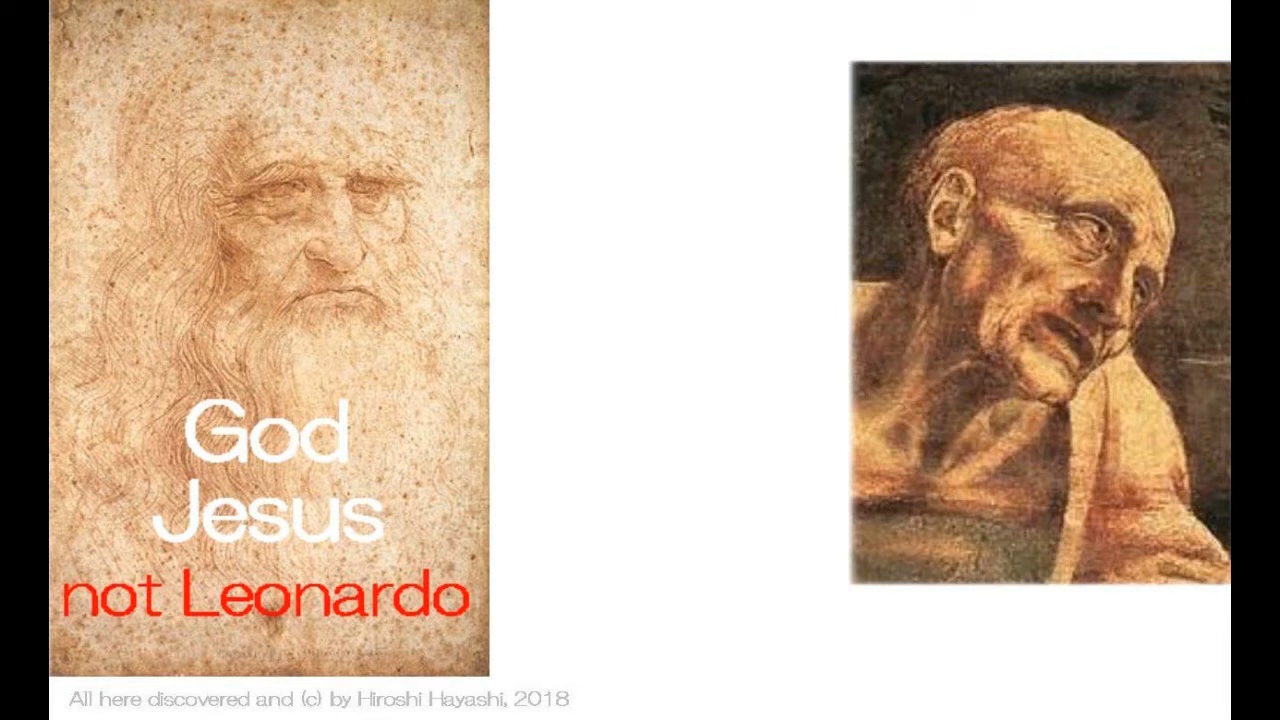 God
Jesus
not Leonardo
All here discovered and (c) by Hiroshi Hayashi, 2018